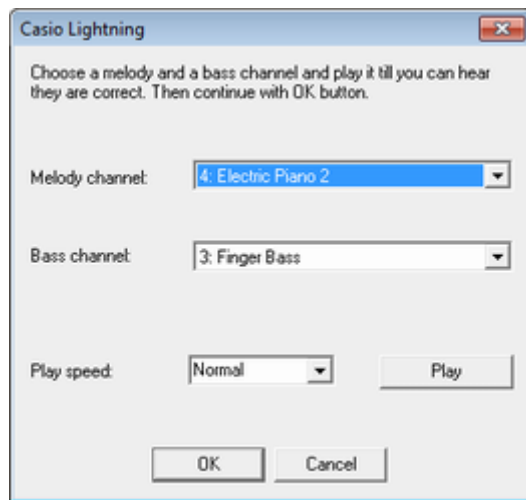 Casio Lightning
Choose a melody and a bass channel and play it till you can hear
they are correct. Then continue with OK button.
Melody channel: 4: Electric Piano 2
Bass channel: 3: Finger Bass
Play speed: Normal Play
OK Cancel